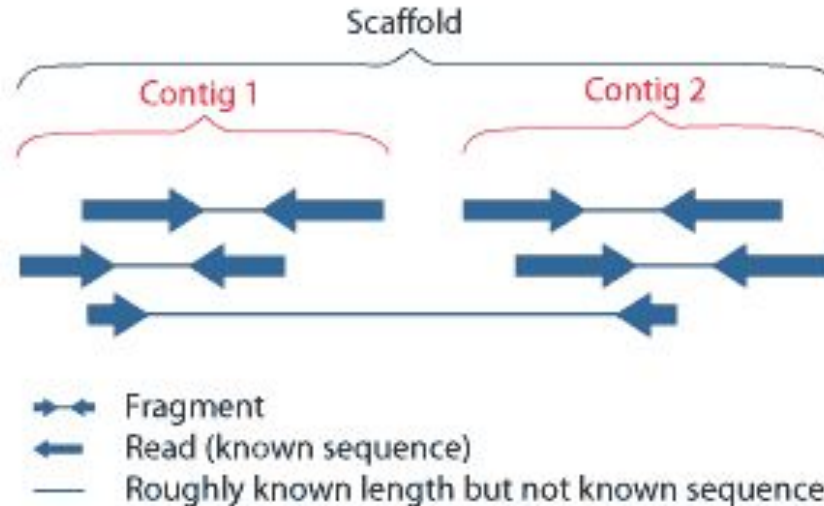 Scaffold
Contig 1
Contig 2
Fragment
Read (known sequence)
Roughly known length but not known sequence